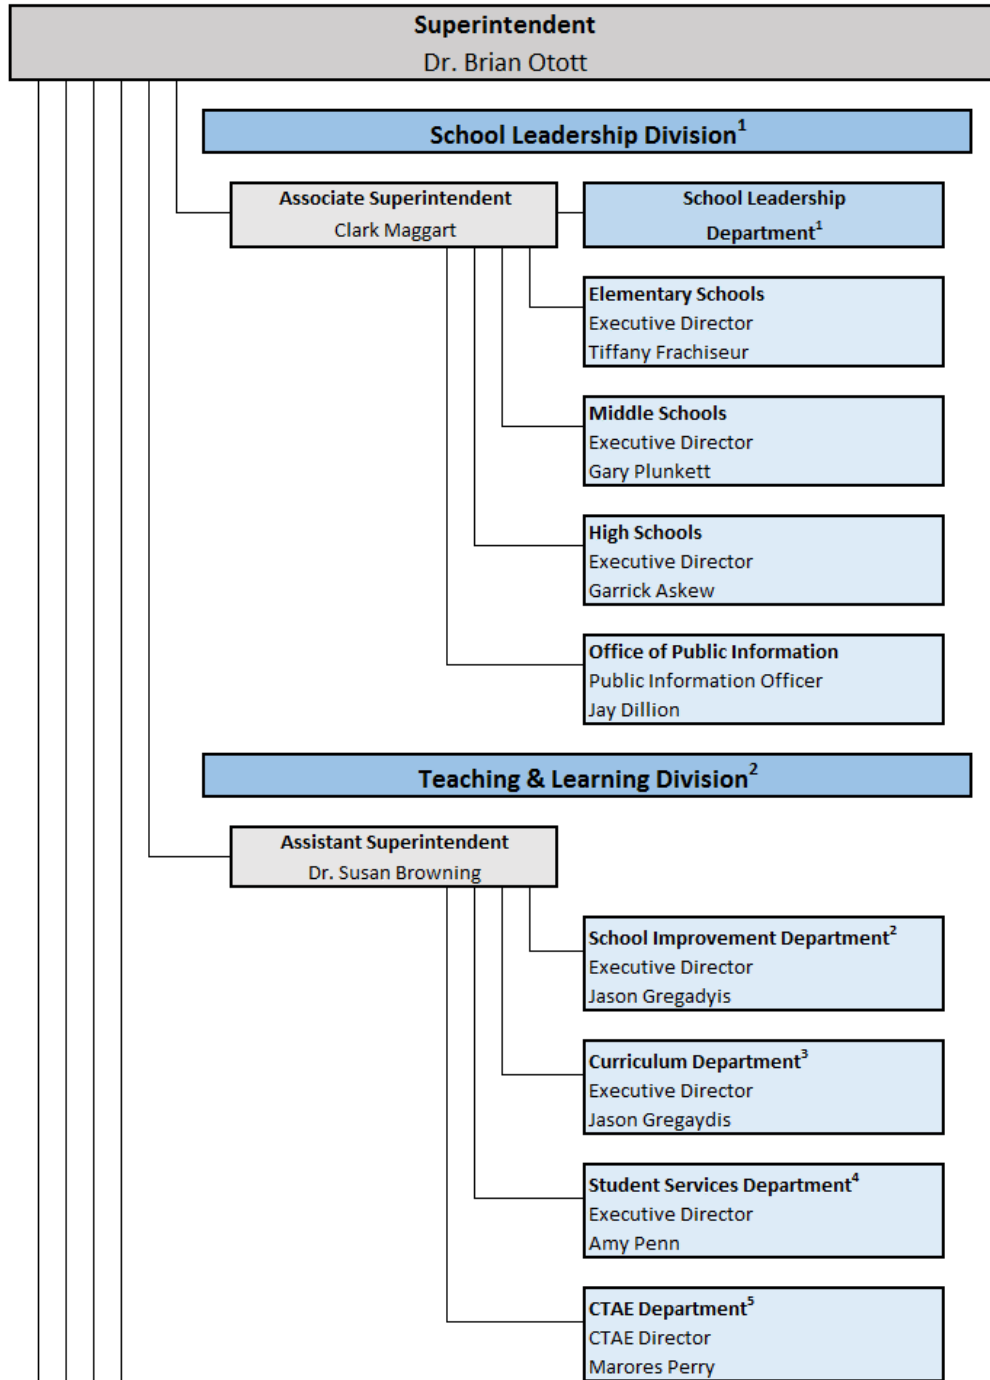 Superintendent
Dr. Brian Otott
School Leadership Division¹
Associate Superintendent
Clark Maggart
School Leadership
Department¹
Elementary Schools
Executive Director
Tiffany Frachiseur
Middle Schools
Executive Director
Gary Plunkett
High Schools
Executive Director
Garrick Askew
Office of Public Information
Public Information Officer
Jay Dillion
Teaching & Learning Division²
Assistant Superintendent
Dr. Susan Browning
School Improvement Department²
Executive Director
Jason Gregadyis
Curriculum Department³
Executive Director
Jason Gregaydis
Student Services Department⁴
Executive Director
Amy Penn
CTAE Department⁵
CTAE Director
Marores Perry